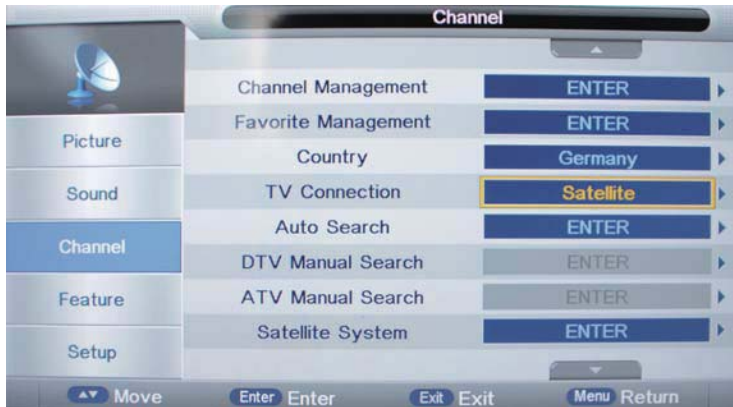 Channel
Channel Management ENTER
Favorite Management ENTER
Country Germany
TV Connection Satellite
Auto Search ENTER
DTV Manual Search ENTER
ATV Manual Search ENTER
Satellite System ENTER
Picture
Sound
Channel
Feature
Setup
Move Enter Enter Exit Exit Menu Return